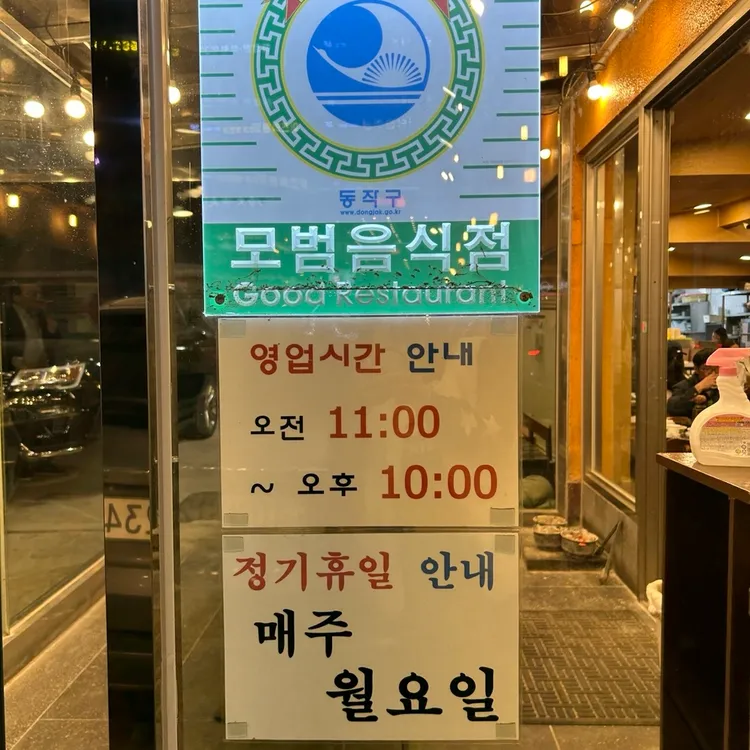 동작구
www.dongjak.go.kr
모범음식점
Good Restaurant
영업시간 안내
오전 11:00
~ 오후 10:00
정기휴일 안내
매주
월요일